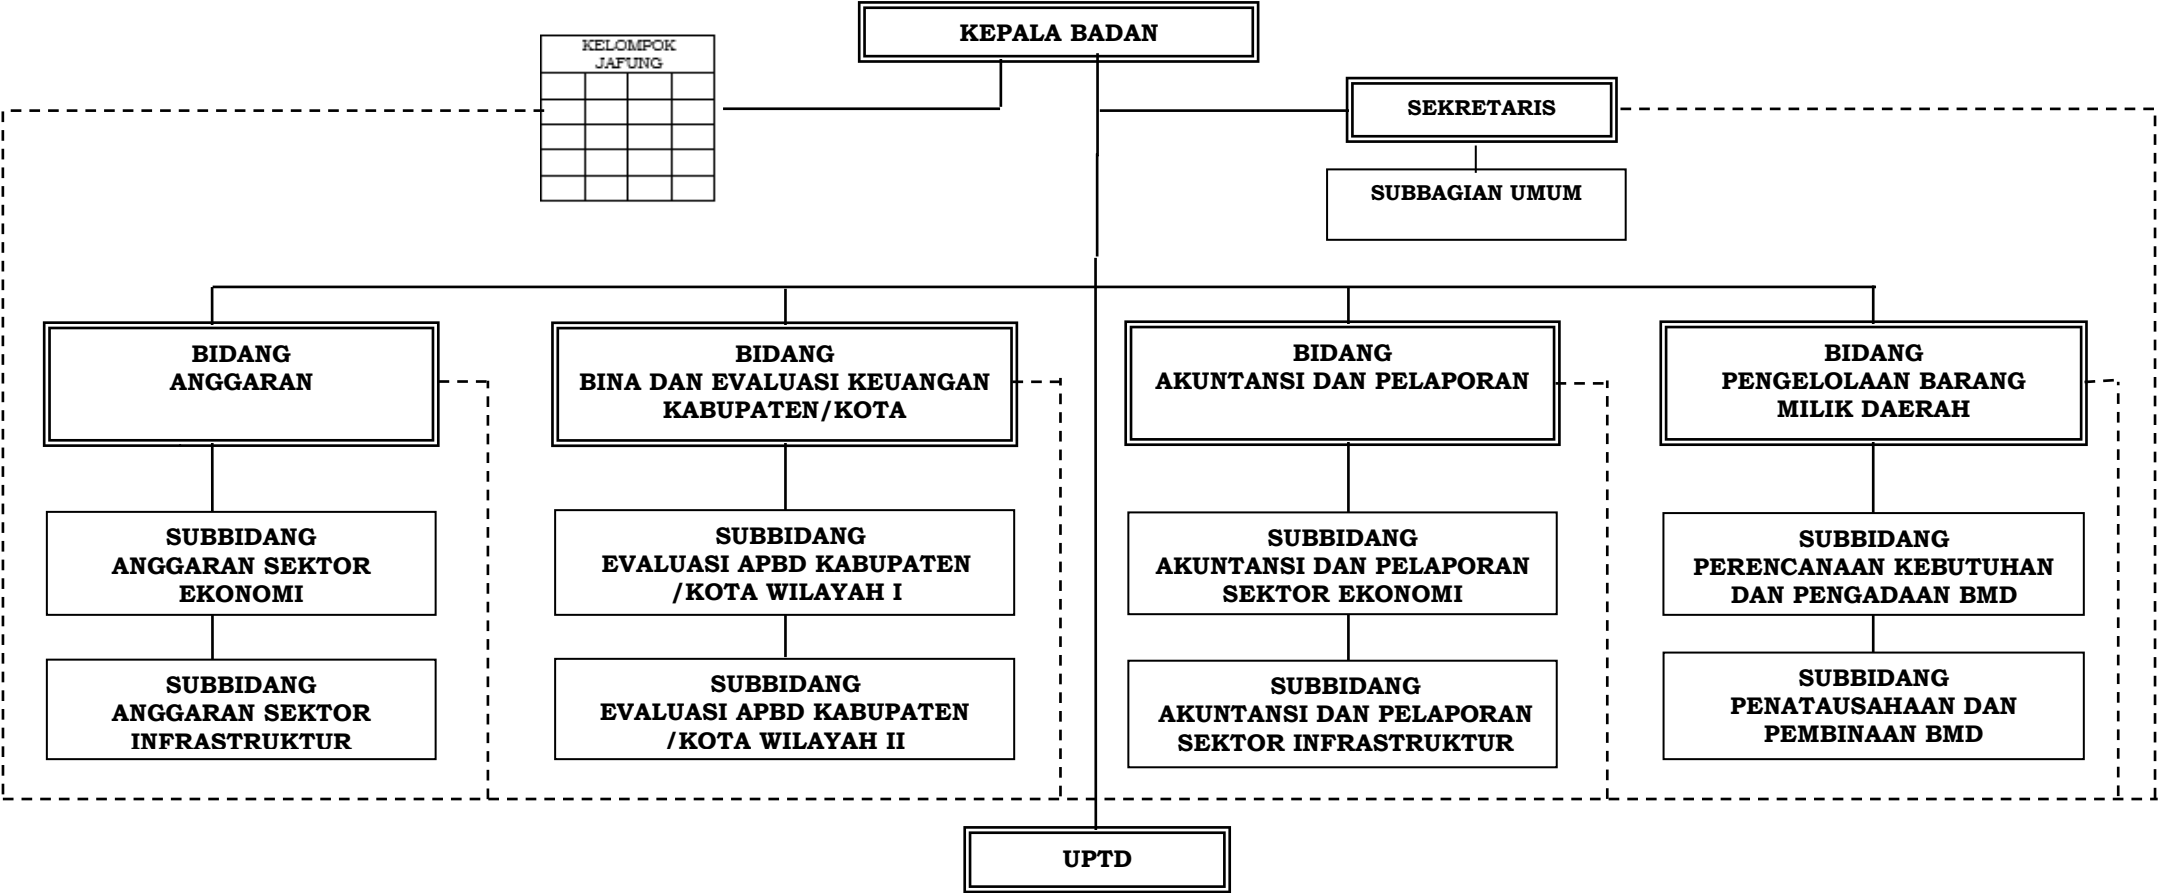 KEPALA BADAN
KELOMPOK
JAFUNG
SEKRETARIS
SUBBAGIAN UMUM
BIDANG
ANGGARAN
BIDANG
BINA DAN EVALUASI KEUANGAN
KABUPATEN/KOTA
BIDANG
AKUNTANSI DAN PELAPORAN
BIDANG
PENGELOLAAN BARANG
MILIK DAERAH
SUBBIDANG
ANGGARAN SEKTOR
EKONOMI
SUBBIDANG
EVALUASI APBD KABUPATEN
/KOTA WILAYAH I
SUBBIDANG
AKUNTANSI DAN PELAPORAN
SEKTOR EKONOMI
SUBBIDANG
PERENCANAAN KEBUTUHAN
DAN PENGADAAN BMD
SUBBIDANG
ANGGARAN SEKTOR
INFRASTRUKTUR
SUBBIDANG
EVALUASI APBD KABUPATEN
/KOTA WILAYAH II
SUBBIDANG
AKUNTANSI DAN PELAPORAN
SEKTOR INFRASTRUKTUR
SUBBIDANG
PENATAUSAHAAN DAN
PEMBINAAN BMD
UPTD